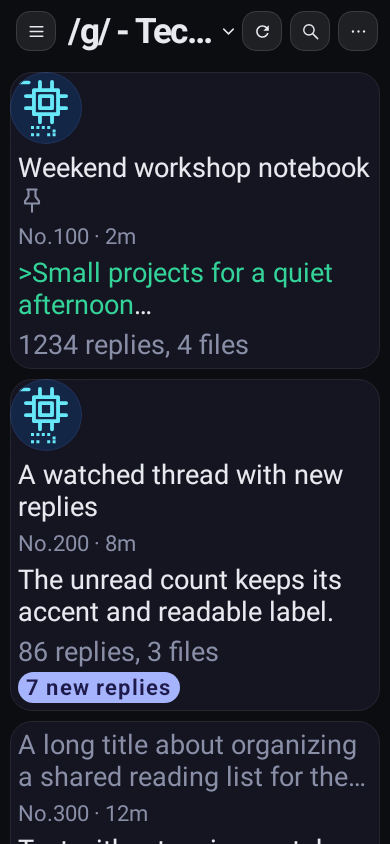 /g/ - Tec...
Weekend workshop notebook
No.100 · 2m
>Small projects for a quiet
afternoon...
1234 replies, 4 files
A watched thread with new
replies
No.200 · 8m
The unread count keeps its
accent and readable label.
86 replies, 3 files
7 new replies
A long title about organizing
a shared reading list for the...
No.300 · 12m